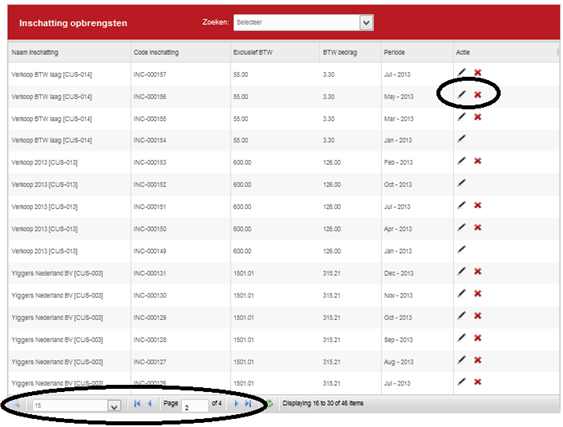 Inschatting opbrengsten Zoeken: Selecteer
Naam Inschatting Code Inschatting Exclusief BTW BTW bedrag Periode Actie
Verkoop BTW laag [CUS-014] INC-000157 55.00 3.30 Jul - 2013
Verkoop BTW laag [CUS-014] INC-000156 55.00 3.30 May - 2013
Verkoop BTW laag [CUS-014] INC-000155 55.00 3.30 Mar - 2013
Verkoop BTW laag [CUS-014] INC-000154 55.00 3.30 Jan - 2013
Verkoop 2013 [CUS-013] INC-000153 600.00 126.00 Feb - 2013
Verkoop 2013 [CUS-013] INC-000152 600.00 126.00 Oct - 2013
Verkoop 2013 [CUS-013] INC-000151 600.00 126.00 Jul - 2013
Verkoop 2013 [CUS-013] INC-000150 600.00 126.00 Apr - 2013
Verkoop 2013 [CUS-013] INC-000149 600.00 126.00 Jan - 2013
Yiggers Nederland BV [CUS-003] INC-000131 1501.01 315.21 Dec - 2013
Yiggers Nederland BV [CUS-003] INC-000130 1501.01 315.21 Nov - 2013
Yiggers Nederland BV [CUS-003] INC-000129 1501.01 315.21 Oct - 2013
Yiggers Nederland BV [CUS-003] INC-000128 1501.01 315.21 Sep - 2013
Yiggers Nederland BV [CUS-003] INC-000127 1501.01 315.21 Aug - 2013
Yiggers Nederland BV [CUS-003] INC-000126 1501.01 315.21 Jul - 2013
15 Page 2 of 4 Displaying 16 to 30 of 46 items